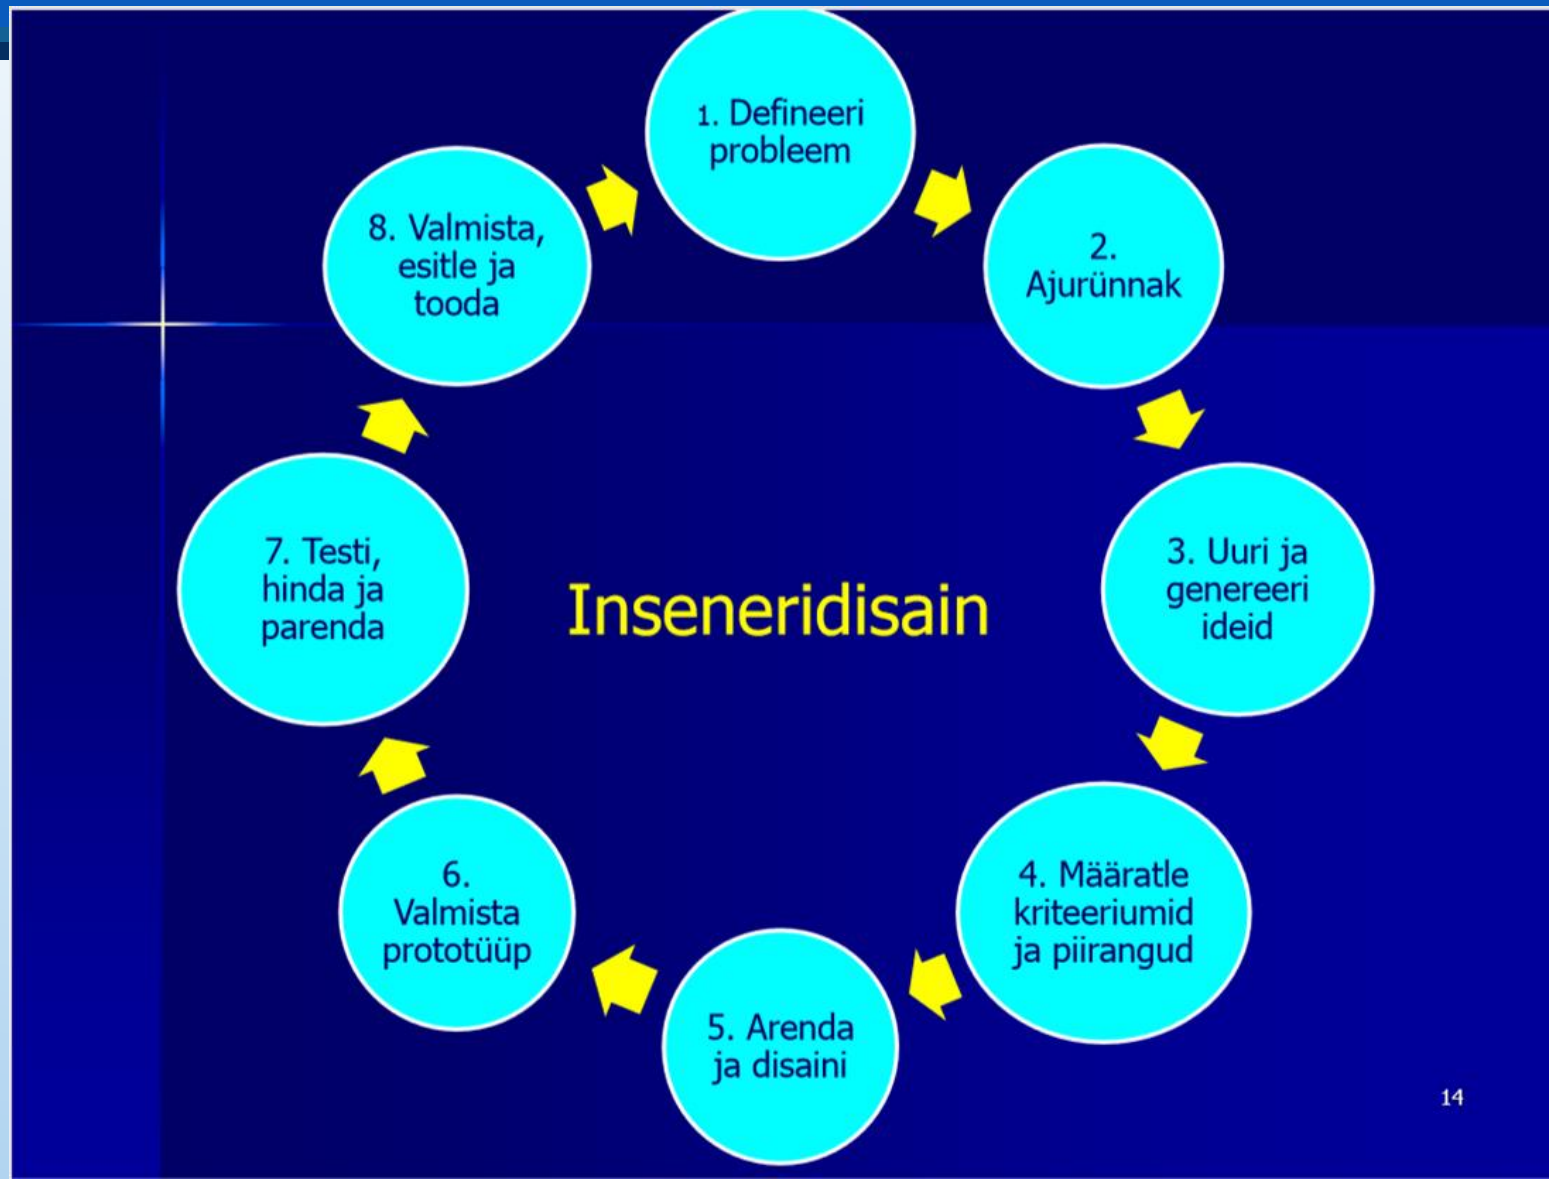 1. Defineeri
probleem
2.
Ajurünnak
3. Uuri ja
genereeri
ideid
4. Määratle
kriteeriumid
ja piirangud
5. Arenda
ja disaini
6.
Valmista
prototüüp
7. Testi,
hinda ja
parenda
8. Valmista,
esitle ja
tooda
Inseneridisain
14